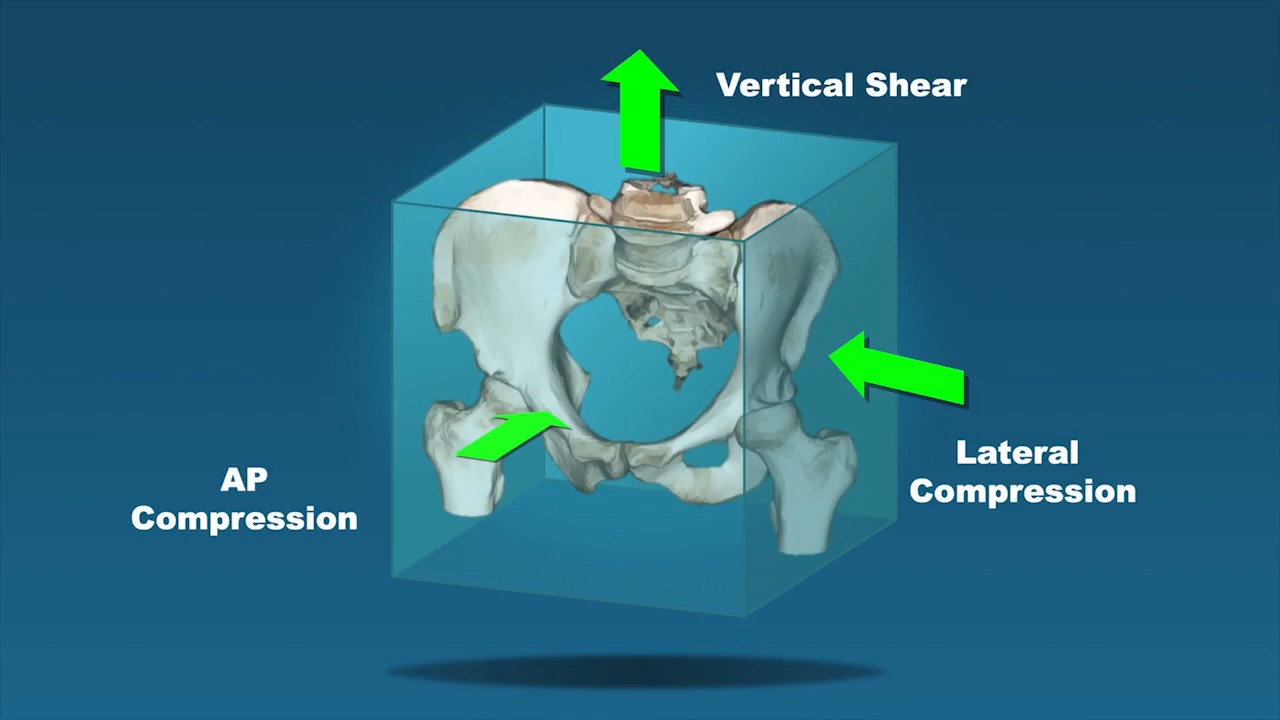 Vertical Shear
Lateral
Compression
AP
Compression